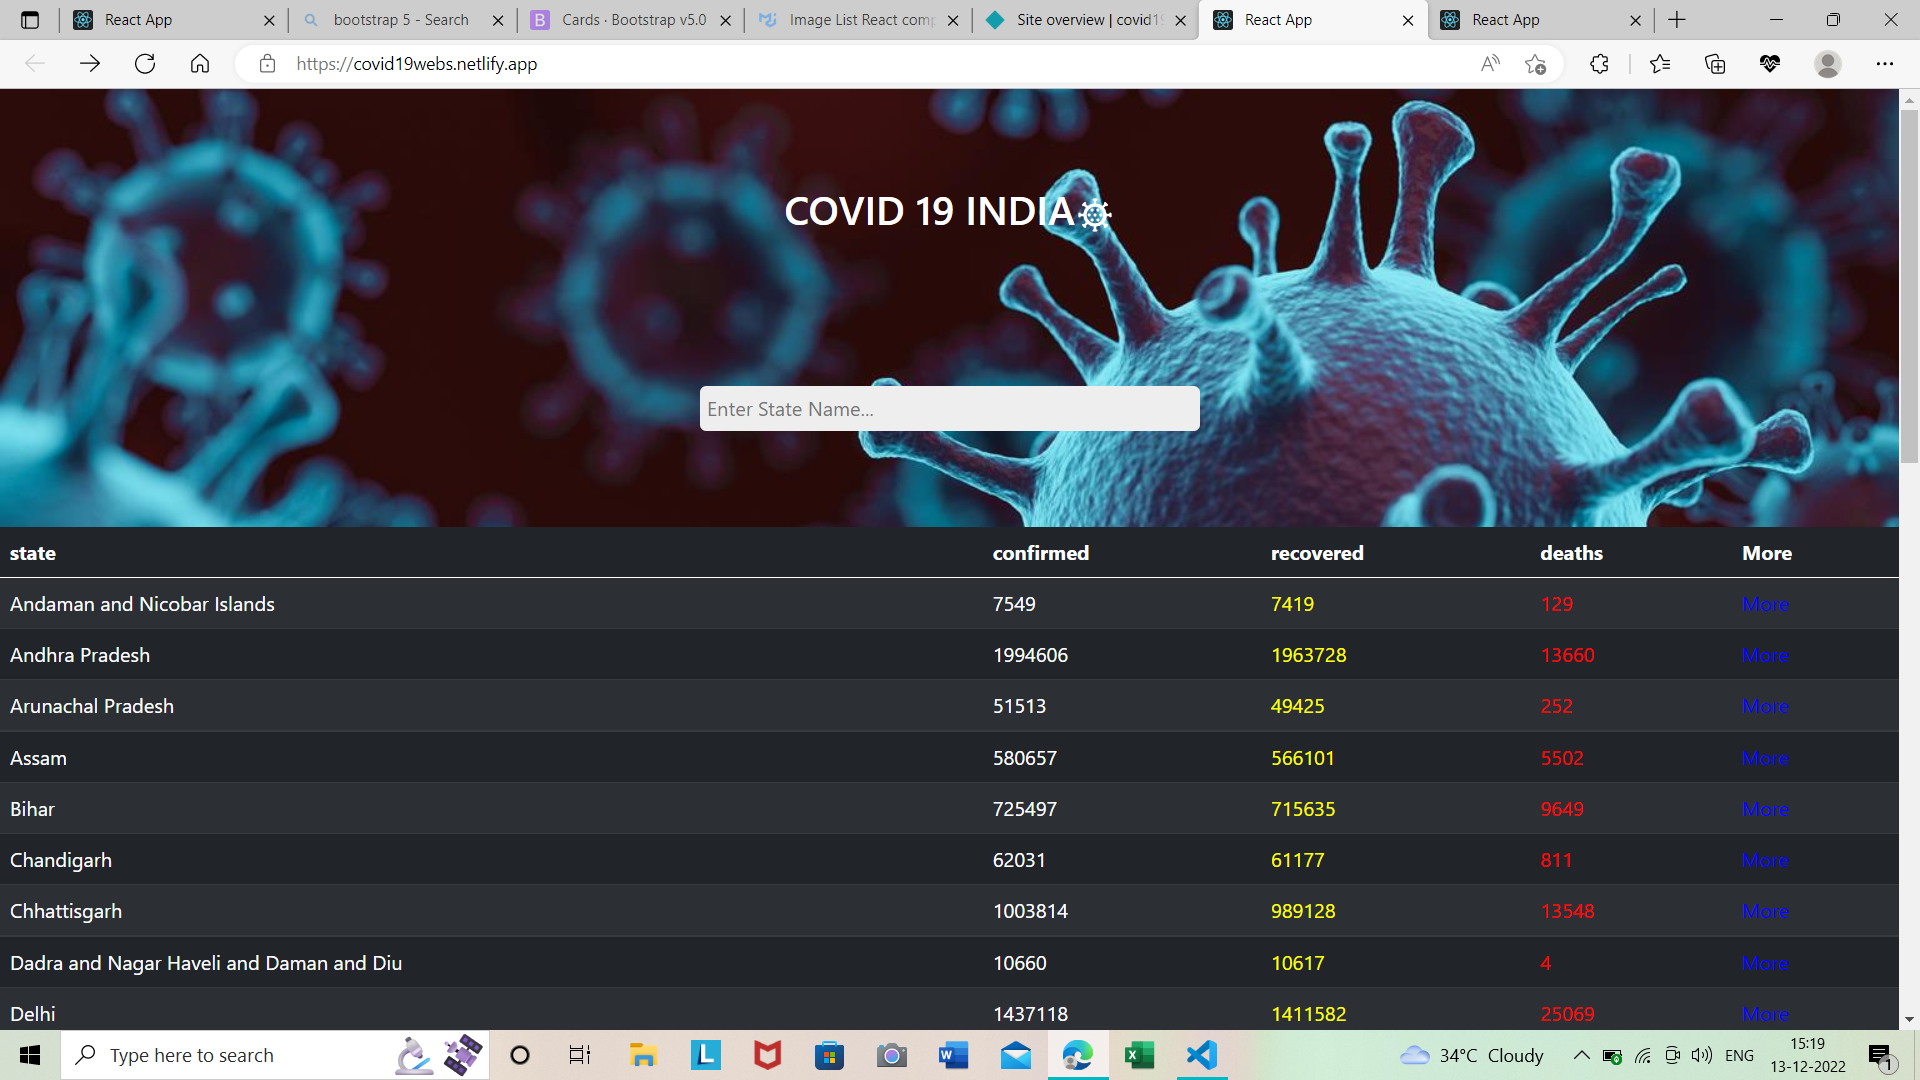 React App
bootstrap 5 - Search
Cards · Bootstrap v5.0
Image List React comp
Site overview | covid19
React App
React App
https://covid19webs.netlify.app
COVID 19 INDIA
Enter State Name...
state confirmed recovered deaths More
Andaman and Nicobar Islands 7549 7419 129 More
Andhra Pradesh 1994606 1963728 13660 More
Arunachal Pradesh 51513 49425 252 More
Assam 580657 566101 5502 More
Bihar 725497 715635 9649 More
Chandigarh 62031 61177 811 More
Chhattisgarh 1003814 989128 13548 More
Dadra and Nagar Haveli and Daman and Diu 10660 10617 4 More
Delhi 1437118 1411582 25069 More
Type here to search
34°C Cloudy
ENG
15:19
13-12-2022
1